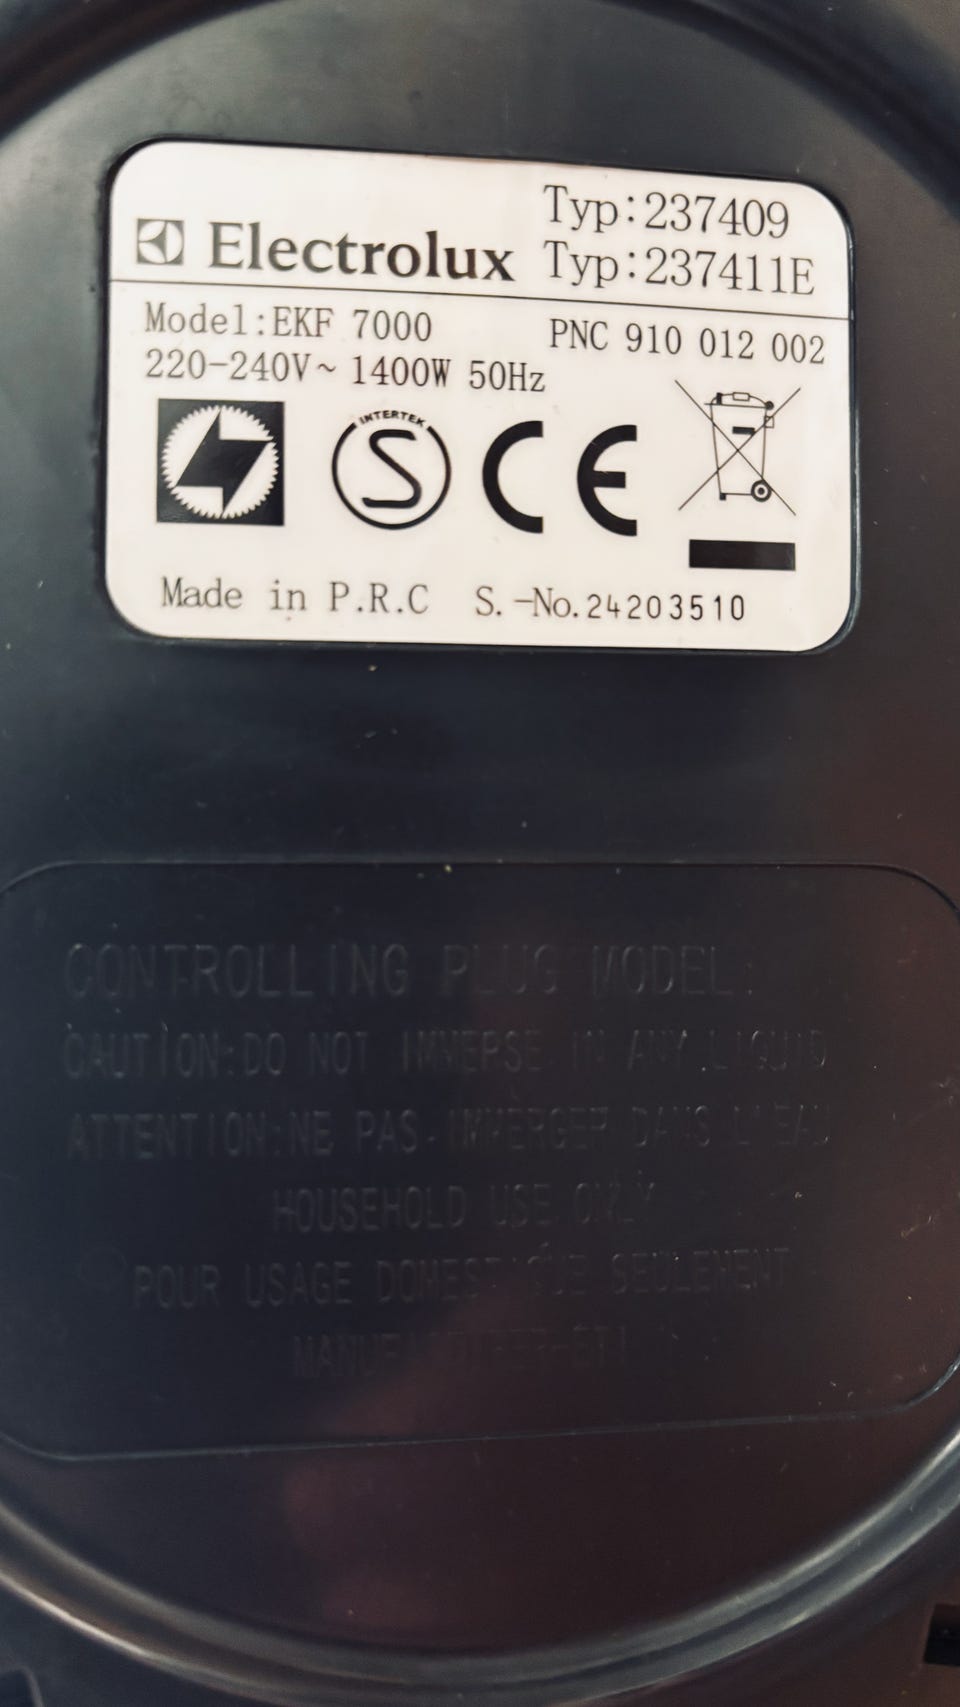 Electrolux
Typ:237409
Typ:237411E
Model:EKF 7000
PNC 910 012 002
220-240V~ 1400W 50Hz
INTERTEK
S
CE
Made in P.R.C S.-No.24203510
CONTROLLING PLUG MODEL:
CAUTION:DO NOT IMMERSE IN ANY LIQUID
ATTENTION:NE PAS IMMERGER DANS L'EAU
HOUSEHOLD USE ONLY
POUR USAGE DOMESTIQUE SEULEMENT